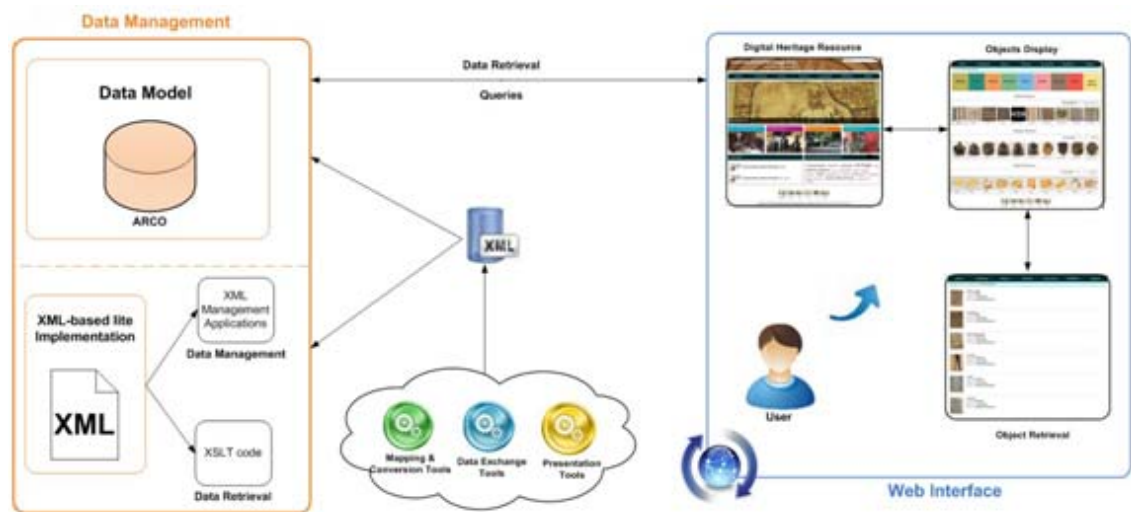 Data Management
Data Model
ARCO
XML-based lite
Implementation
XML
XML
Management
Applications
Data Management
XSLT code
Data Retrieval
Data Retrieval
Queries
XML
Mapping &
Conversion Tools
Data Exchange
Tools
Presentation
Tools
Digital Heritage Resource
Objects Display
User
Object Retrieval
Web Interface